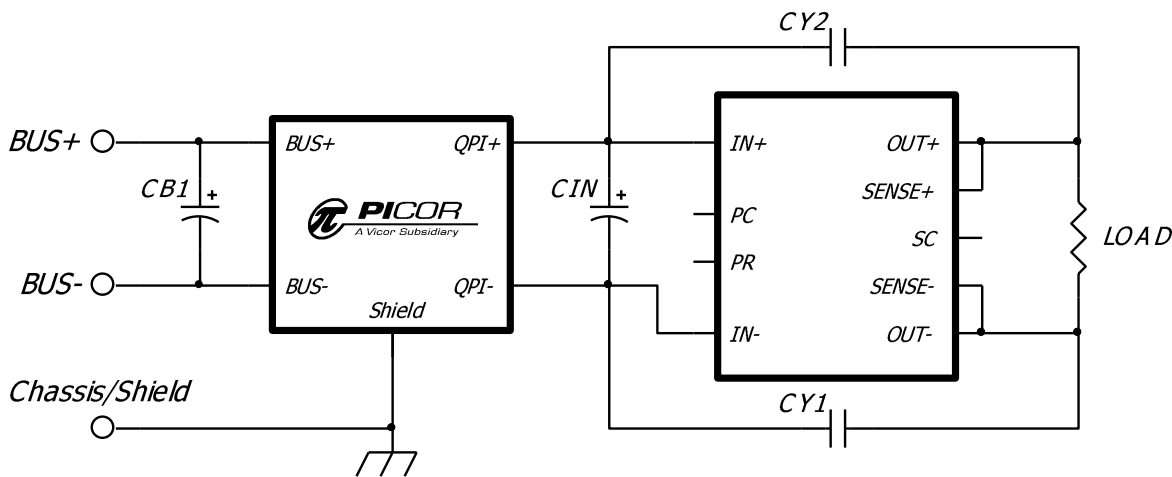 CY2
BUS+
BUS+
QPI+
IN+
OUT+
CB1
+
CIN
+
SENSE+
π PICOR
A Vicor Subsidiary
PC
SC
LOAD
PR
BUS-
BUS-
QPI-
SENSE-
Shield
IN-
OUT-
Chassis/Shield
CY1